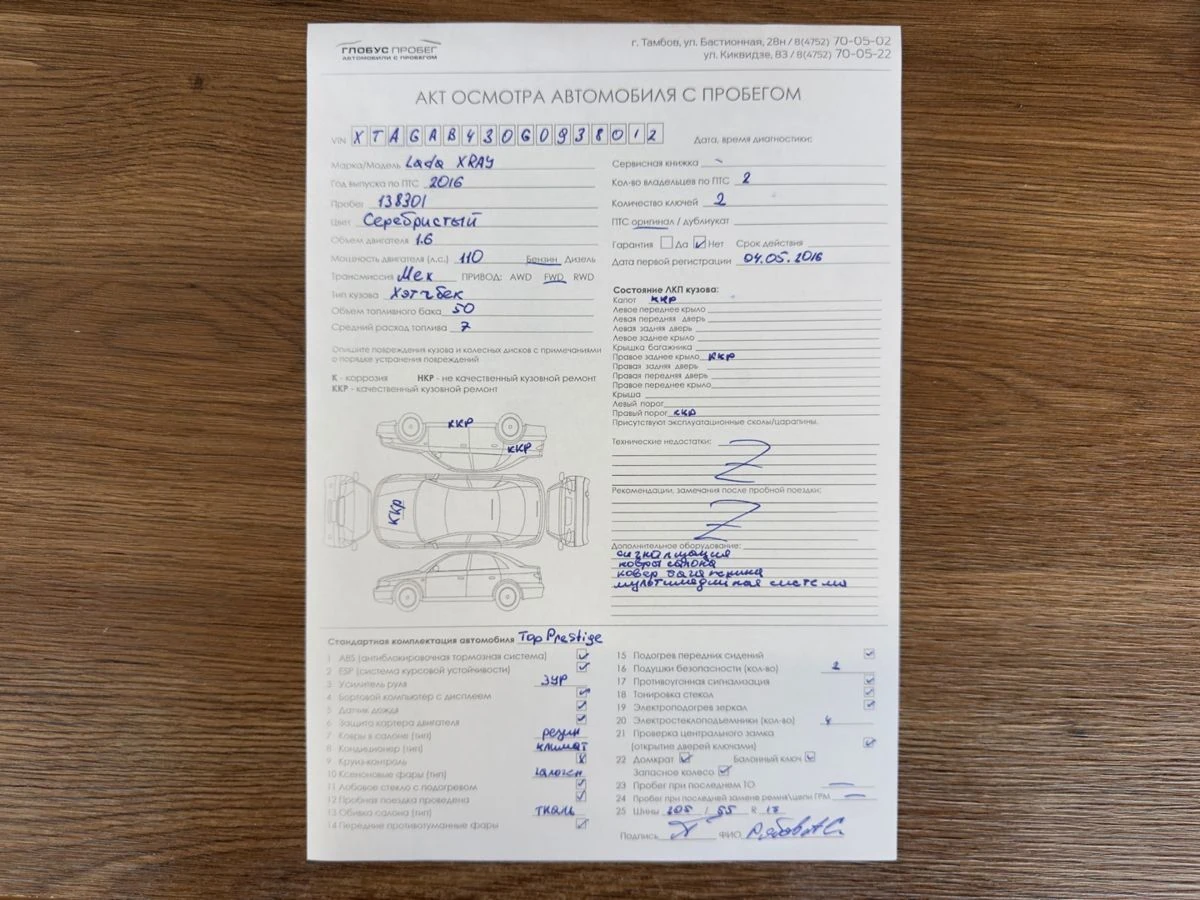 ГЛОБУС ПРОБЕГ
АВТОМОБИЛИ С ПРОБЕГОМ
г. Тамбов, ул. Бастионная, 28н / 8(4752) 70-05-02
ул. Киквидзе, 83 / 8(4752) 70-05-22
АКТ ОСМОТРА АВТОМОБИЛЯ С ПРОБЕГОМ
VIN XTAGAB430G0938012
Марка/Модель Lada XRAY
Год выпуска по ПТС 2016
Пробег 138301
Цвет Серебристый
Объем двигателя 1.6
Мощность двигателя (л.с.) 110 Бензин Дизель
Трансмиссия Мех ПРИВОД: AWD FWD RWD
Тип кузова Хэтчбек
Объем топливного бака 50
Средний расход топлива 7
Опишите повреждения кузова и колесных дисков с примечаниями
о порядке устранения повреждений
К - коррозия НКР - не качественный кузовной ремонт
ККР - качественный кузовной ремонт
ККР
ККР
ККР
Дата, время диагностики:
Сервисная книжка -
Кол-во владельцев по ПТС 2
Количество ключей 2
ПТС оригинал / дубликат
Гарантия Да Нет Срок действия
Дата первой регистрации 04.05.2016
Состояние ЛКП кузова:
Капот ККР
Левое переднее крыло
Левая передняя дверь
Левая задняя дверь
Левое заднее крыло
Крышка багажника
Правое заднее крыло ККР
Правая задняя дверь
Правая передняя дверь
Правое переднее крыло
Крыша
Левый порог
Правый порог ККР
Присутствуют эксплуатационные сколы/царапины.
Технические недостатки: Z
Рекомендации, замечания после пробной поездки: Z
Дополнительное оборудование:
сигнализация
ковры салона
ковер багажника
мультимедийная система
Стандартная комплектация автомобиля Top Prestige
1 ABS (антиблокировочная тормозная система)
2 ESP (система курсовой устойчивости)
3 Усилитель руля ЭУР
4 Бортовой компьютер с дисплеем
5 Датчик дождя
6 Защита картера двигателя
7 Ковры в салоне (тип) резин
8 Кондиционер (тип) климат
9 Круиз-контроль
10 Ксеноновые фары (тип) галоген
11 Лобовое стекло с подогревом
12 Пробная поездка проведена
13 Обивка салона (тип) ткань
14 Передние противотуманные фары
15 Подогрев передних сидений
16 Подушки безопасности (кол-во) 2
17 Противоугонная сигнализация
18 Тонировка стекол
19 Электроподогрев зеркал
20 Электростеклоподъемники (кол-во) 4
21 Проверка центрального замка
(открытие дверей ключами)
22 Домкрат Балонный ключ
Запасное колесо
23 Пробег при последнем ТО —
24 Пробег при последней замене ремня/цепи ГРМ —
25 Шины 205 / 55 R
Подпись ФИО